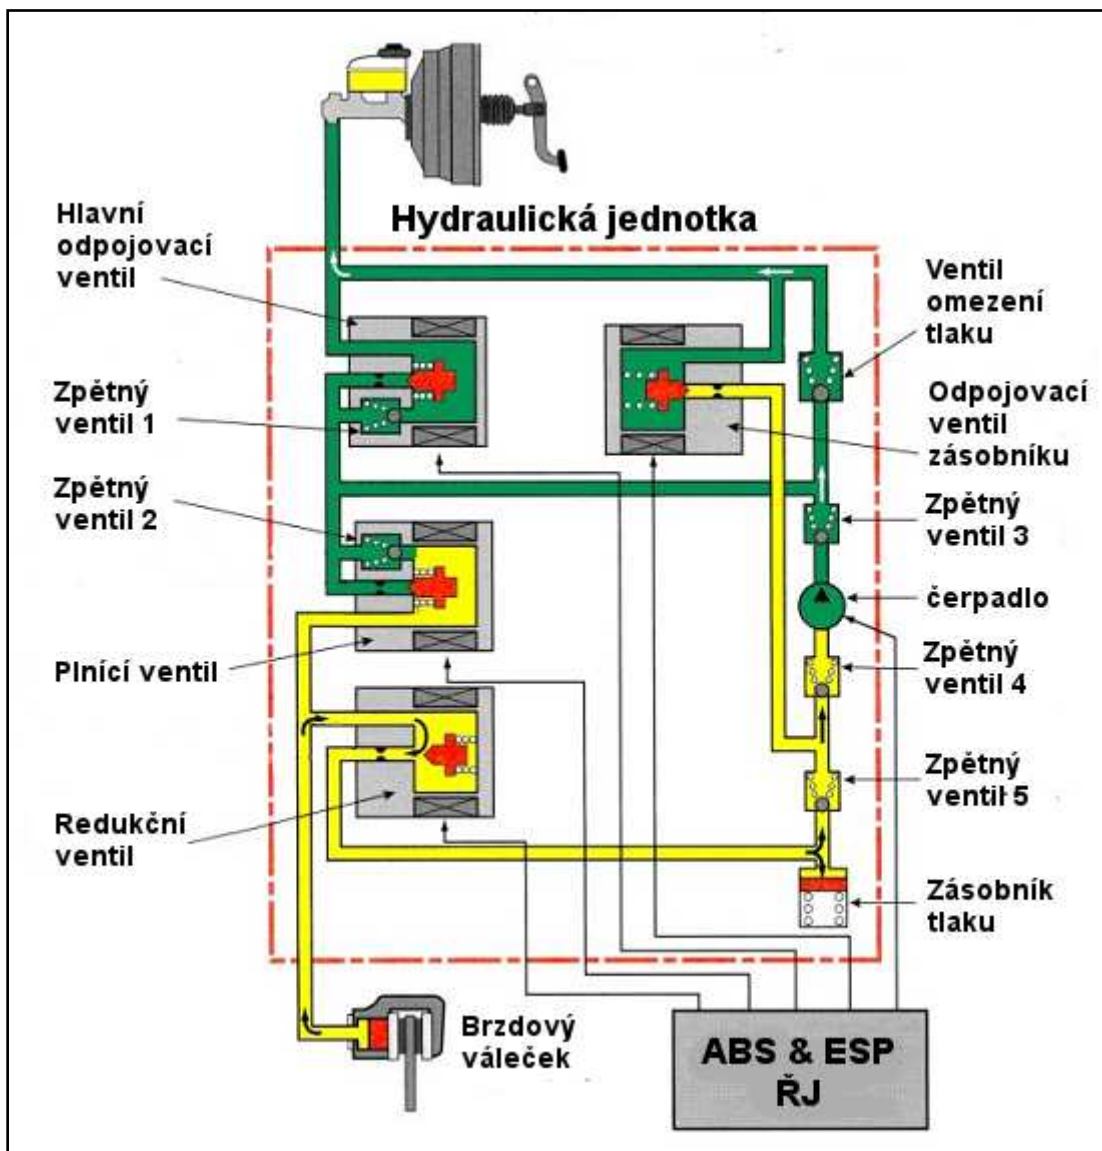 Hydraulická jednotka
Hlavní
odpojovací
ventil
Zpětný
ventil 1
Zpětný
ventil 2
Plnící ventil
Redukční
ventil
Ventil
omezení
tlaku
Odpojovací
ventil
zásobníku
Zpětný
ventil 3
čerpadlo
Zpětný
ventil 4
Zpětný
ventil 5
Zásobník
tlaku
Brzdový
váleček
ABS & ESP
ŘJ